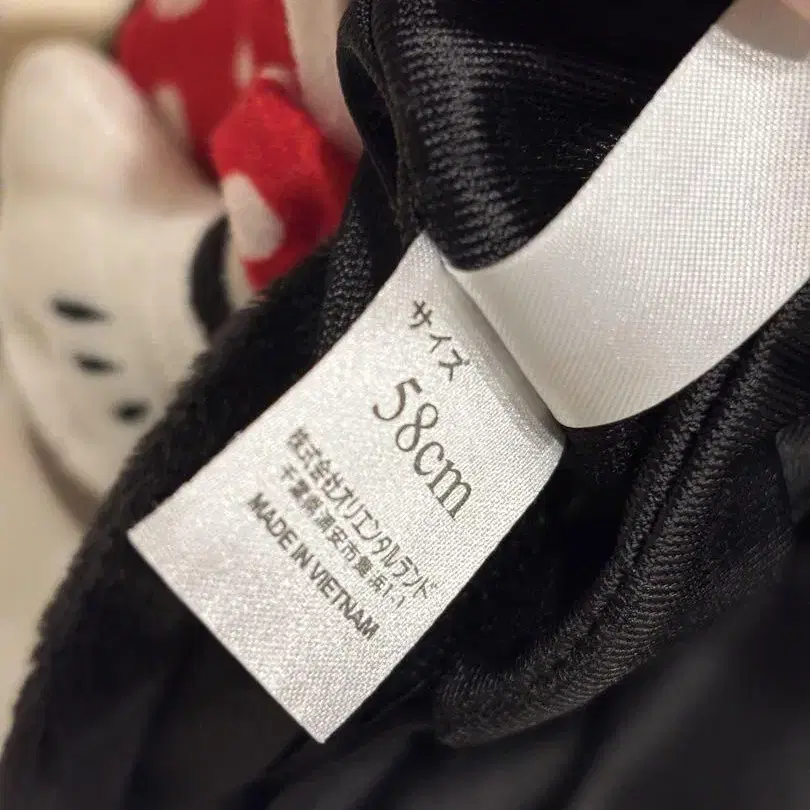 サイズ
58cm
株式会社オリエンタルランド
千葉県浦安市舞浜1-1
MADE IN VIETNAM